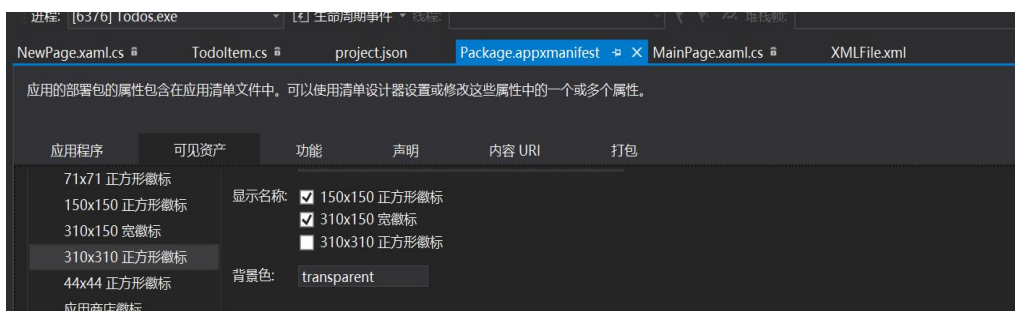 进程: [6376] Todos.exe 生命周期事件 线程: 堆栈帧:
NewPage.xaml.cs TodoItem.cs project.json Package.appxmanifest MainPage.xaml.cs XMLFile.xml
应用的部署包的属性包含在应用清单文件中。可以使用清单设计器设置或修改这些属性中的一个或多个属性。
应用程序 可见资产 功能 声明 内容 URI 打包
71x71 正方形徽标
150x150 正方形徽标
310x150 宽徽标
310x310 正方形徽标
44x44 正方形徽标
应用商店徽标
显示名称: 150x150 正方形徽标
310x150 宽徽标
310x310 正方形徽标
背景色: transparent